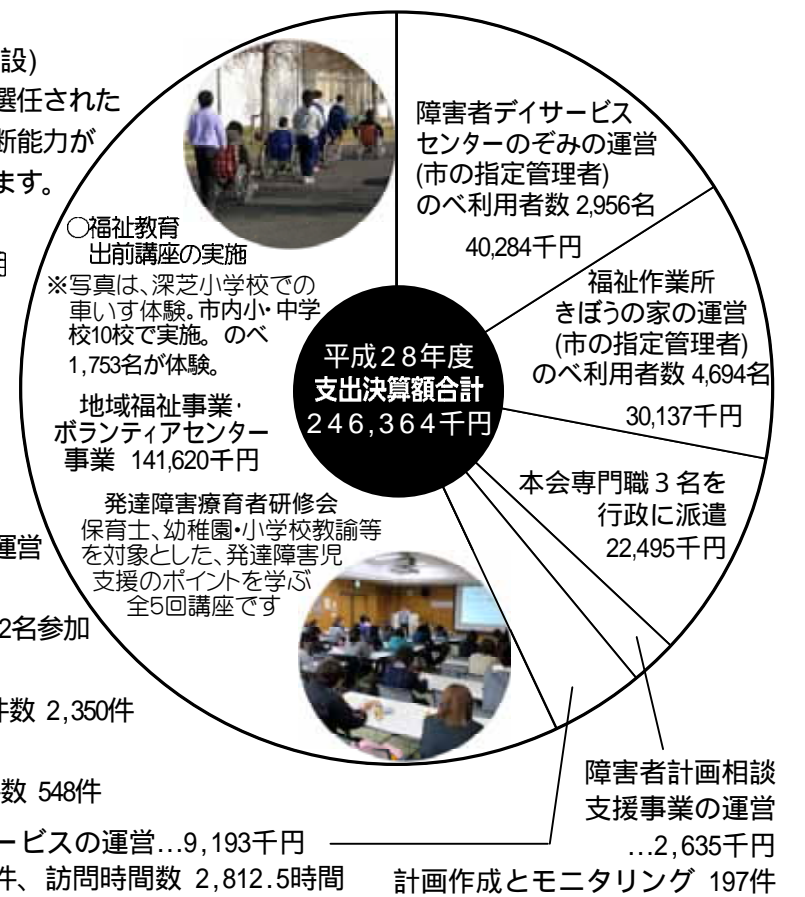 設)
選任された
断能力が
ます。
○福祉教育
出前講座の実施
※写真は、深芝小学校での
車いす体験。市内小・中学
校10校で実施。のべ
1,753名が体験。
地域福祉事業・
ボランティアセンター
事業 141,620千円
発達障害療育者研修会
保育士、幼稚園・小学校教諭等
を対象とした、発達障害児
支援のポイントを学ぶ
全5回講座です
平成28年度
支出決算額合計
246,364千円
障害者デイサービス
センターのぞみの運営
(市の指定管理者)
のべ利用者数 2,956名
40,284千円
福祉作業所
きぼうの家の運営
(市の指定管理者)
のべ利用者数 4,694名
30,137千円
本会専門職3名を
行政に派遣
22,495千円
運営
2名参加
件数 2,350件
数 548件
ービスの運営…9,193千円
件、訪問時間数 2,812.5時間
障害者計画相談
支援事業の運営
…2,635千円
計画作成とモニタリング 197件